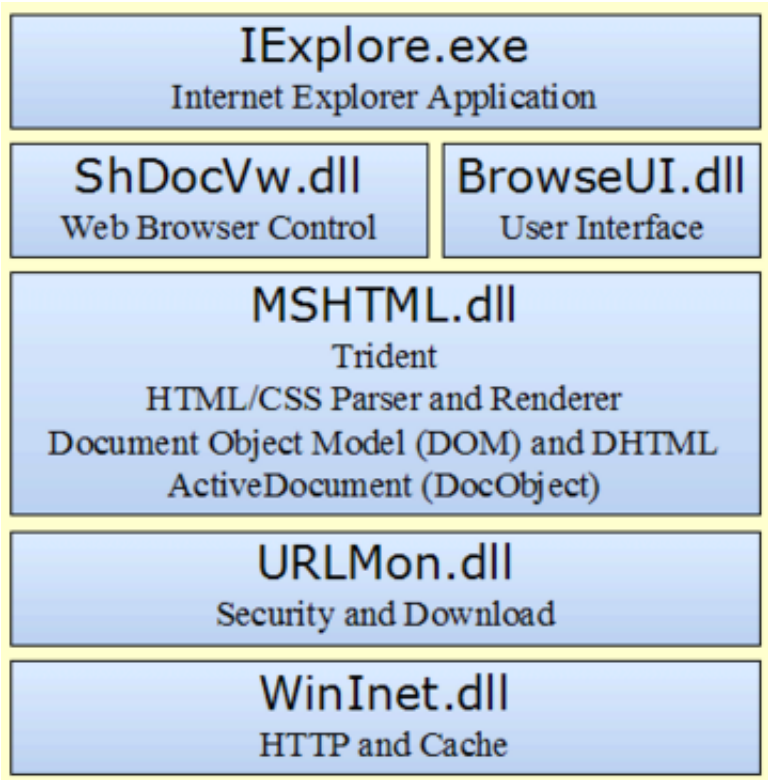 IExplore.exe
Internet Explorer Application
ShDocVw.dll
Web Browser Control
BrowseUI.dll
User Interface
MSHTML.dll
Trident
HTML/CSS Parser and Renderer
Document Object Model (DOM) and DHTML
ActiveDocument (DocObject)
URLMon.dll
Security and Download
WinInet.dll
HTTP and Cache